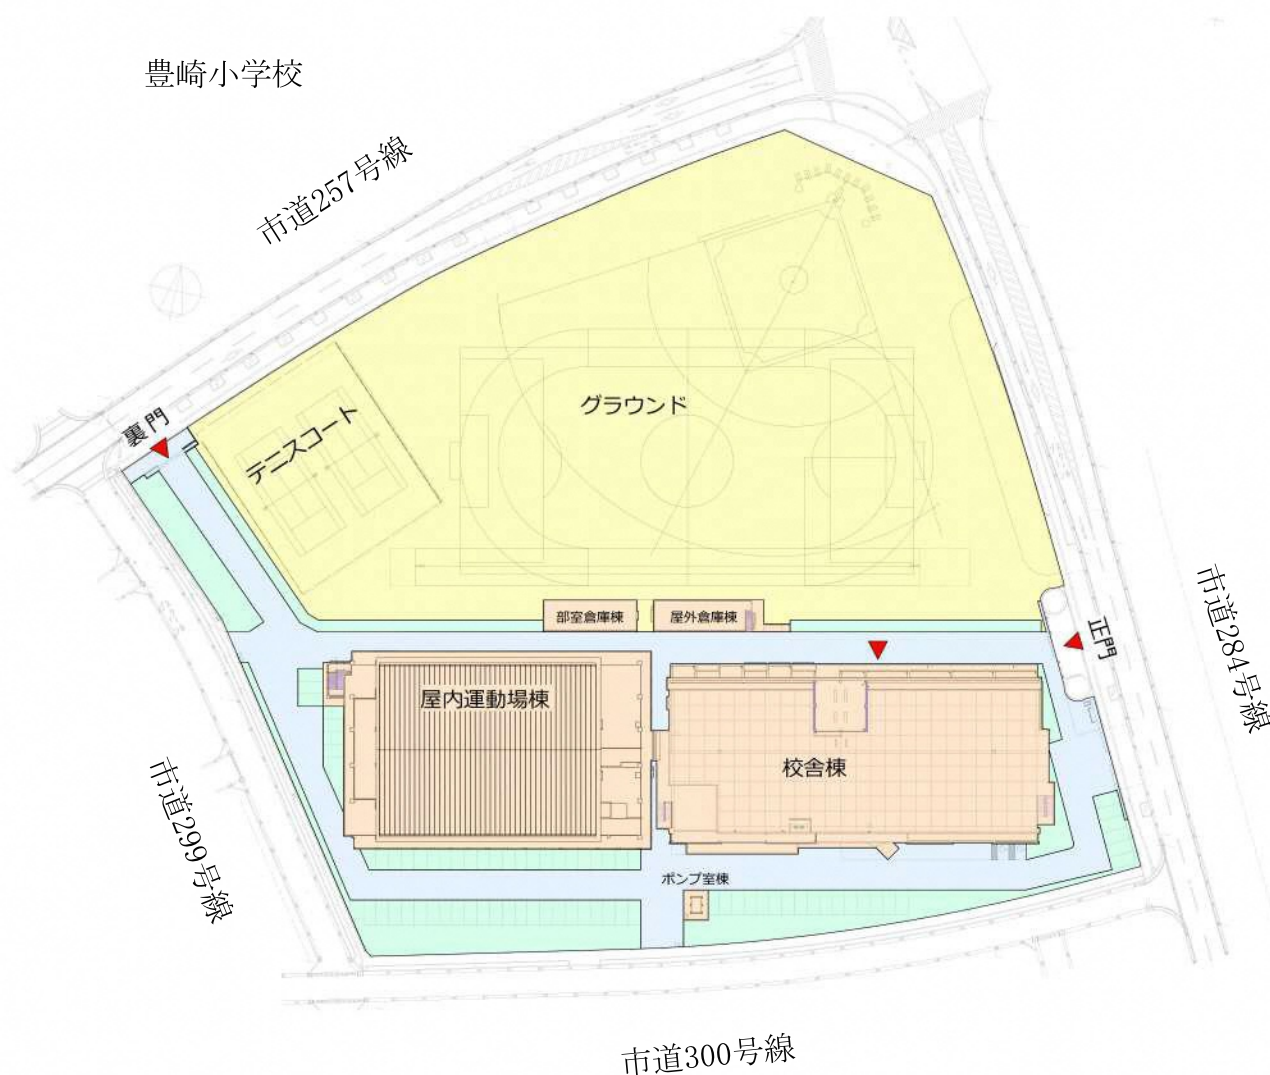 豊崎小学校
市道257号線
裏門
テニスコート
グラウンド
部室倉庫棟
屋外倉庫棟
正門
市道284号線
屋内運動場棟
校舎棟
市道299号線
ポンプ室棟
市道300号線